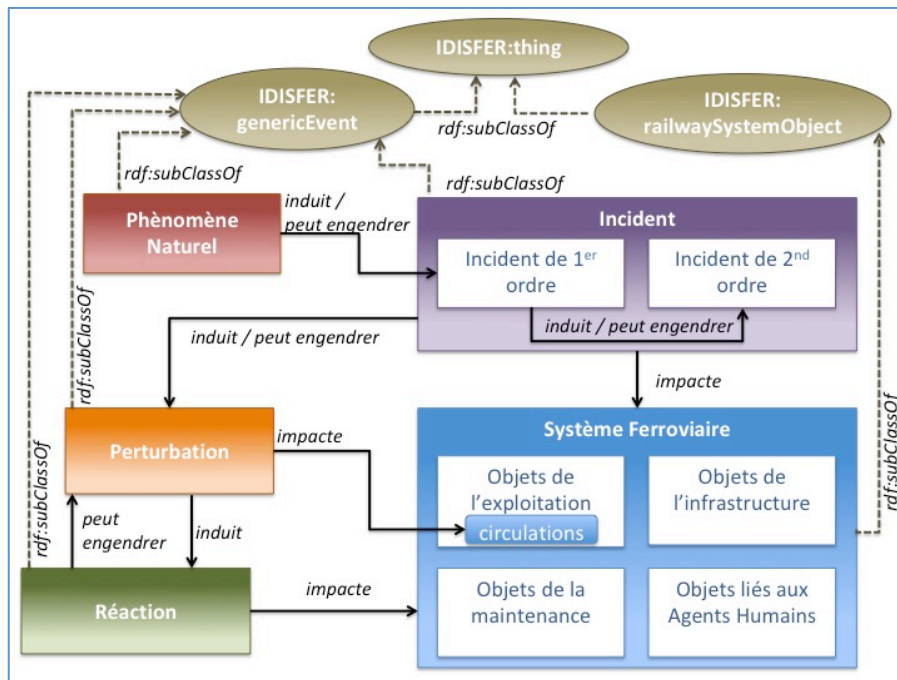 IDISFER:thing
IDISFER:
genericEvent
IDISFER:
railwaySystemObject
rdf:subClassOf
rdf:subClassOf
rdf:subClassOf
Phènomène
Naturel
induit /
peut engendrer
Incident
Incident de 1er
ordre
Incident de 2nd
ordre
induit / peut engendrer
induit / peut engendrer
rdf:subClassOf
rdf:subClassOf
rdf:subClassOf
impacte
Perturbation
impacte
Système Ferroviaire
Objets de
l'exploitation
circulations
Objets de
l'infrastructure
peut
engendrer
induit
Réaction
impacte
Objets de la
maintenance
Objets liés aux
Agents Humains